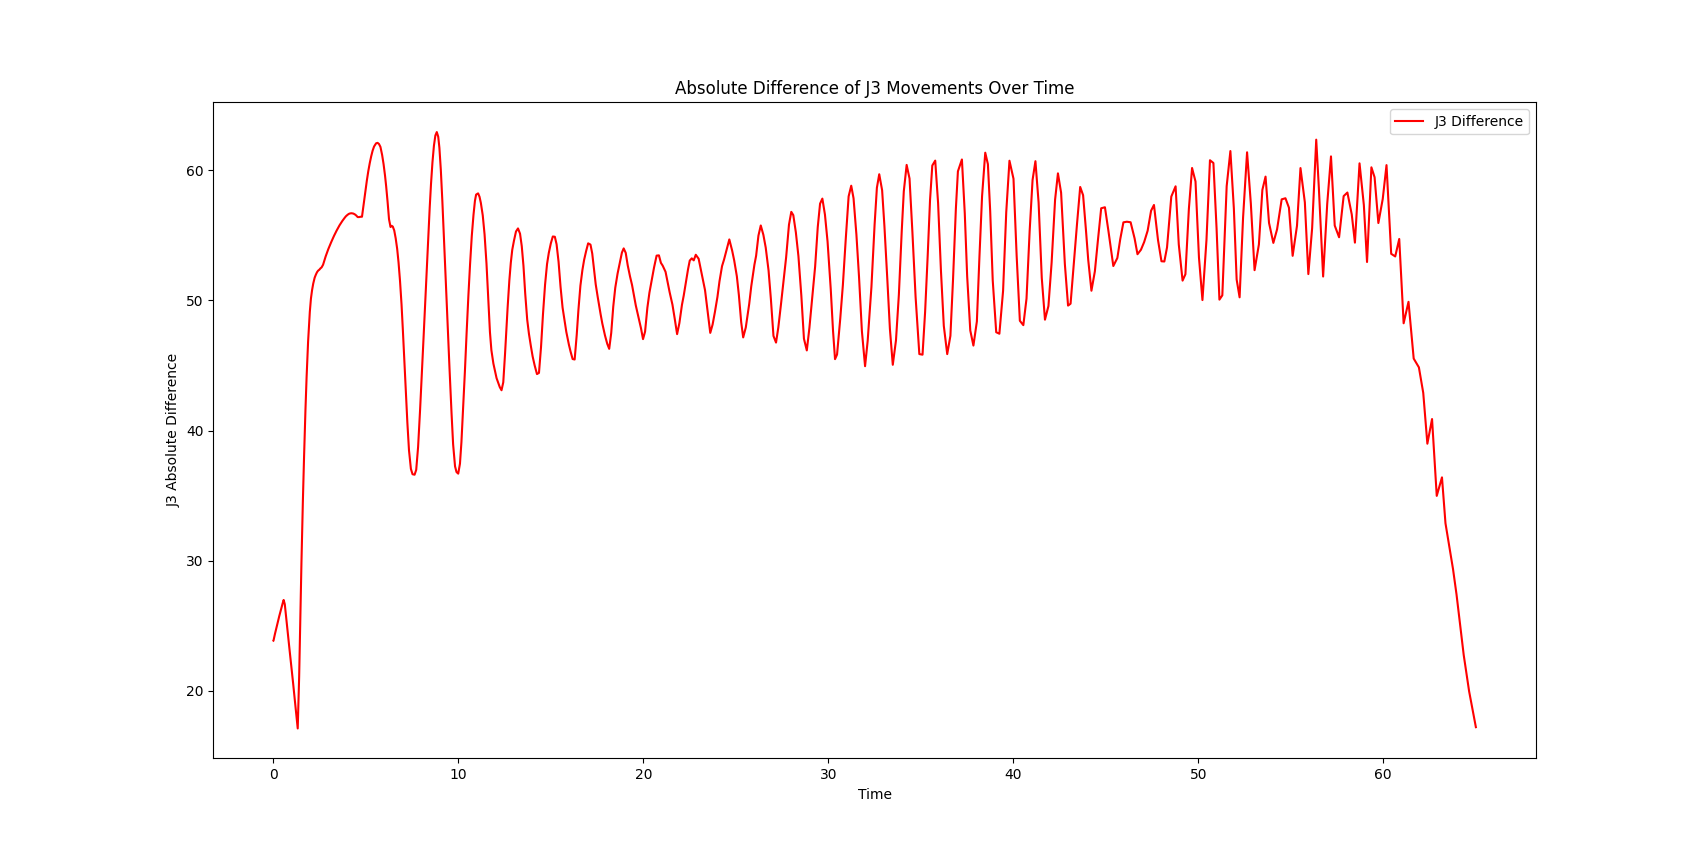 Absolute Difference of J3 Movements Over Time
J3 Difference
60
50
40
30
20
J3 Absolute Difference
0 10 20 30 40 50 60
Time